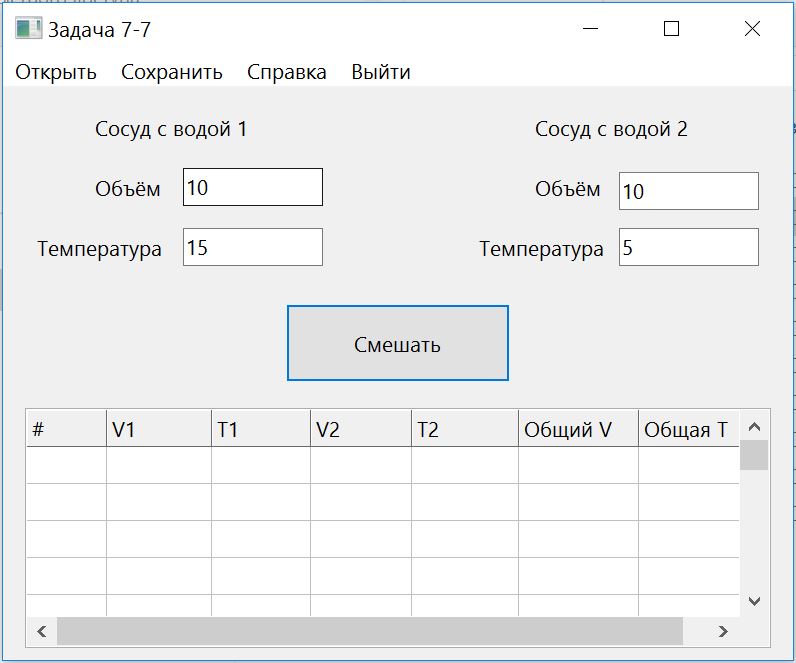 Задача 7-7
Открыть Сохранить Справка Выйти
Сосуд с водой 1 Сосуд с водой 2
Объём 10 Объём 10
Температура 15 Температура 5
Смешать
# V1 T1 V2 T2 Общий V Общая T